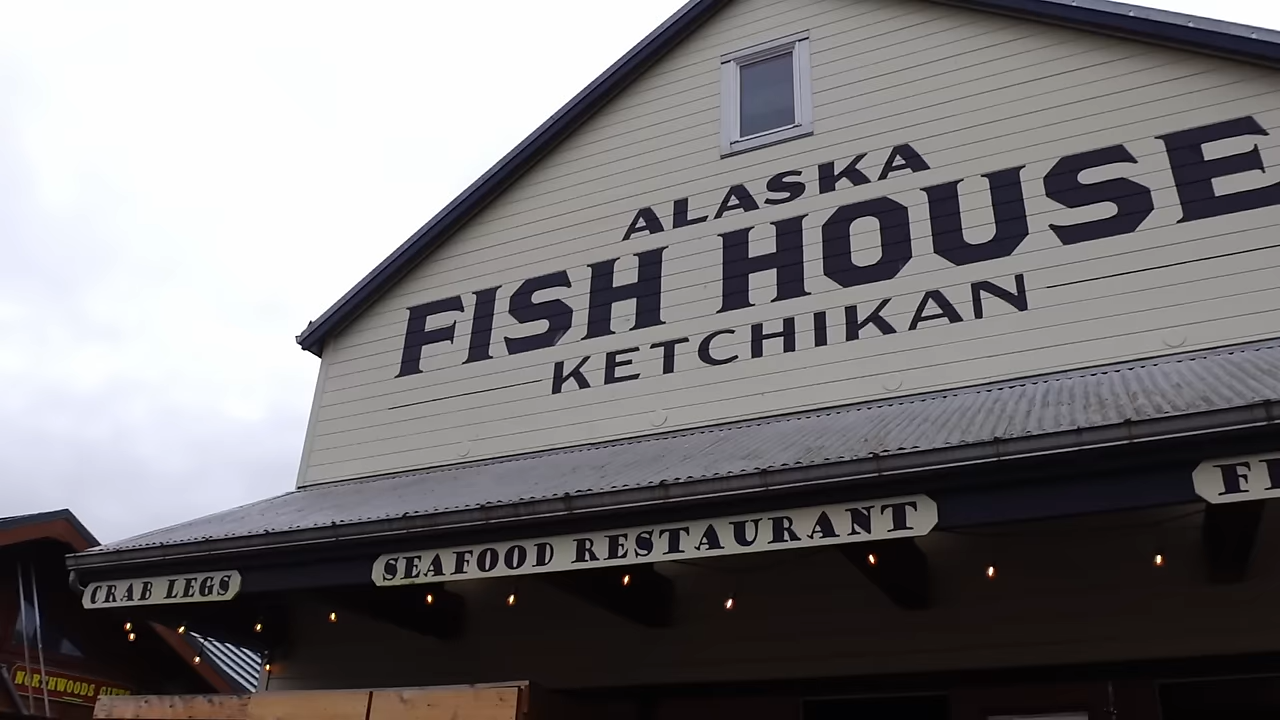 ALASKA
FISH HOUSE
KETCHIKAN
SEAFOOD RESTAURANT
CRAB LEGS
NORTHWOODS